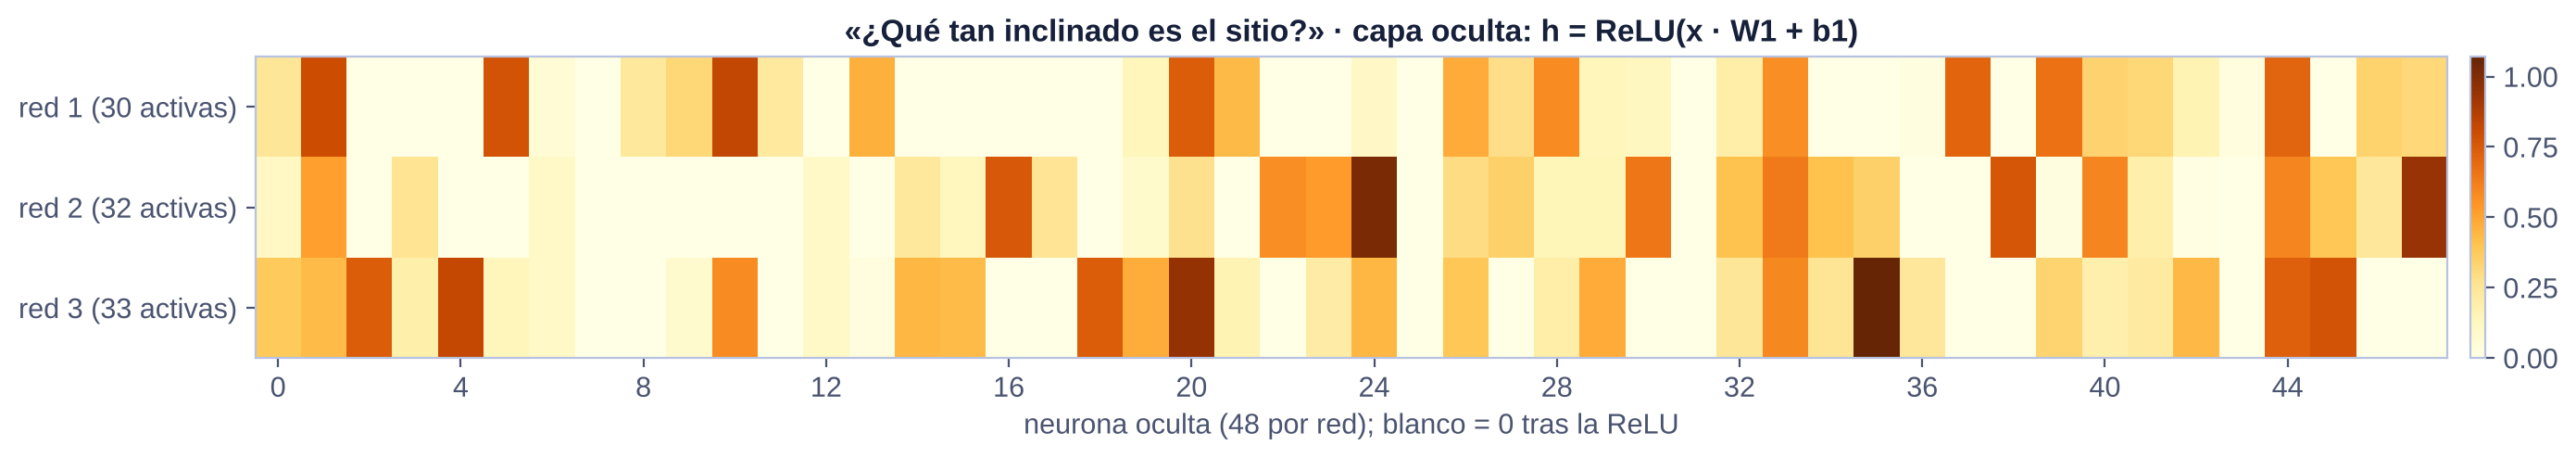 «¿Qué tan inclinado es el sitio?» · capa oculta: h = ReLU(x · W1 + b1)
red 1 (30 activas)
red 2 (32 activas)
red 3 (33 activas)
0 4 8 12 16 20 24 28 32 36 40 44
neurona oculta (48 por red); blanco = 0 tras la ReLU
1.00
0.75
0.50
0.25
0.00